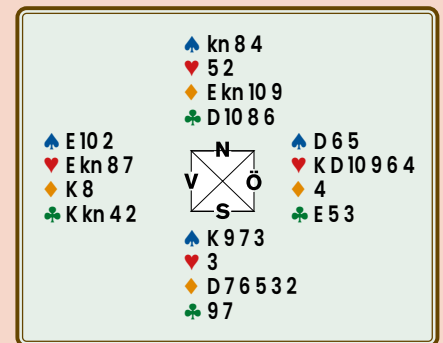 ♠ kn 8 4
♥ 5 2
♦ E kn 10 9
♣ D 10 8 6
♠ E 10 2
♥ E kn 8 7
♦ K 8
♣ K kn 4 2
N
V Ö
S
♠ D 6 5
♥ K D 10 9 6 4
♦ 4
♣ E 5 3
♠ K 9 7 3
♥ 3
♦ D 7 6 5 3 2
♣ 9 7